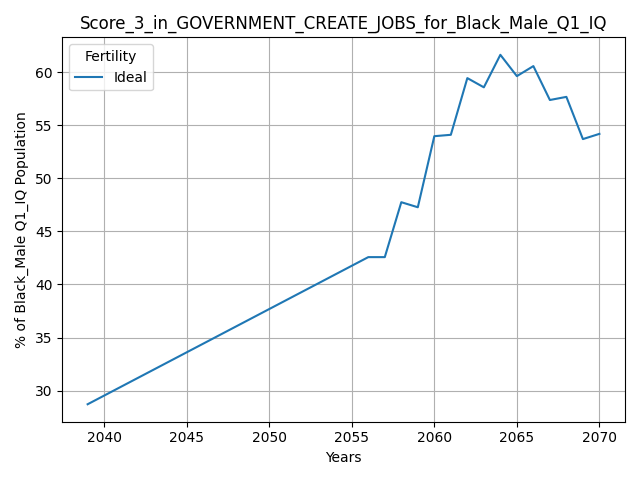 Score_3_in_GOVERNMENT_CREATE_JOBS_for_Black_Male_Q1_IQ
Fertility
Ideal
% of Black_Male Q1_IQ Population
60
55
50
45
40
35
30
2040 2045 2050 2055 2060 2065 2070
Years